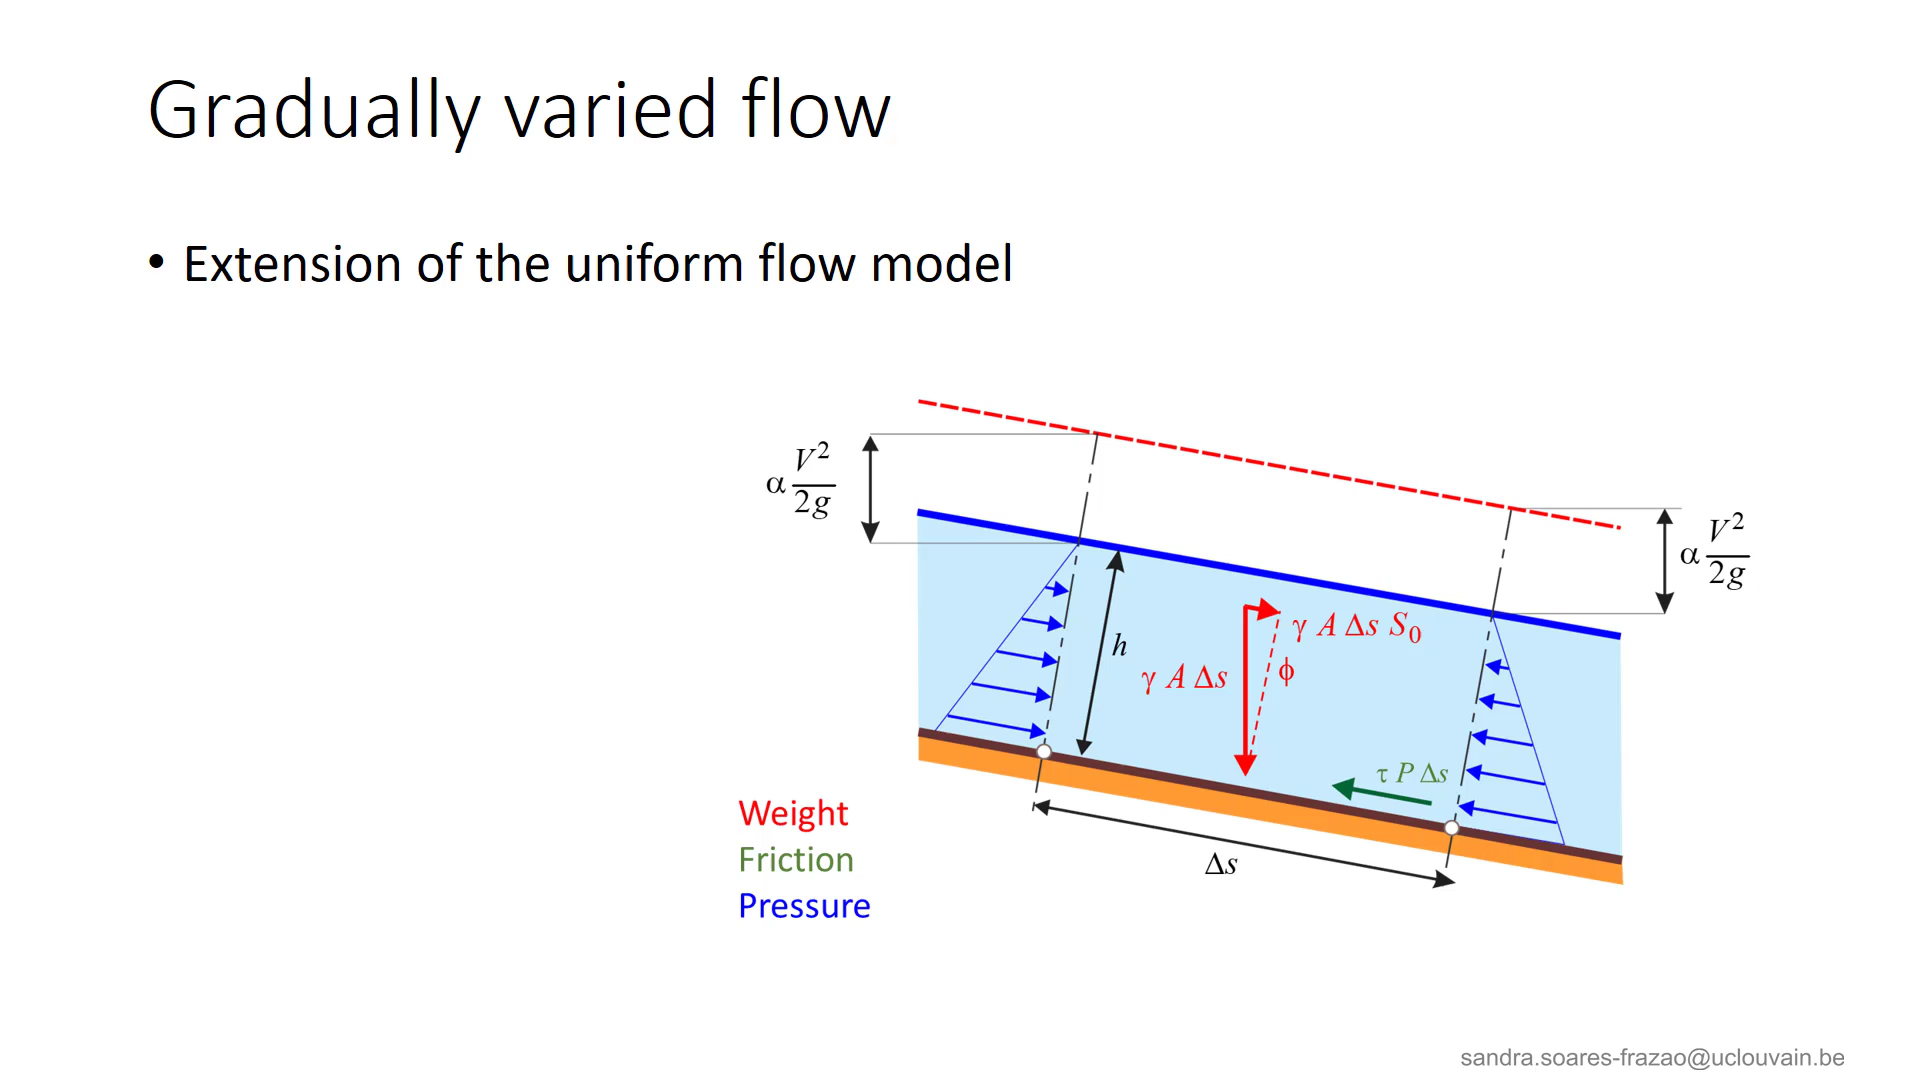 Gradually varied flow
• Extension of the uniform flow model
α V²/2g
α V²/2g
h
γ A Δs S₀
γ A Δs
ϕ
τ P Δs
Δs
Weight
Friction
Pressure
sandra.soares-frazao@uclouvain.be